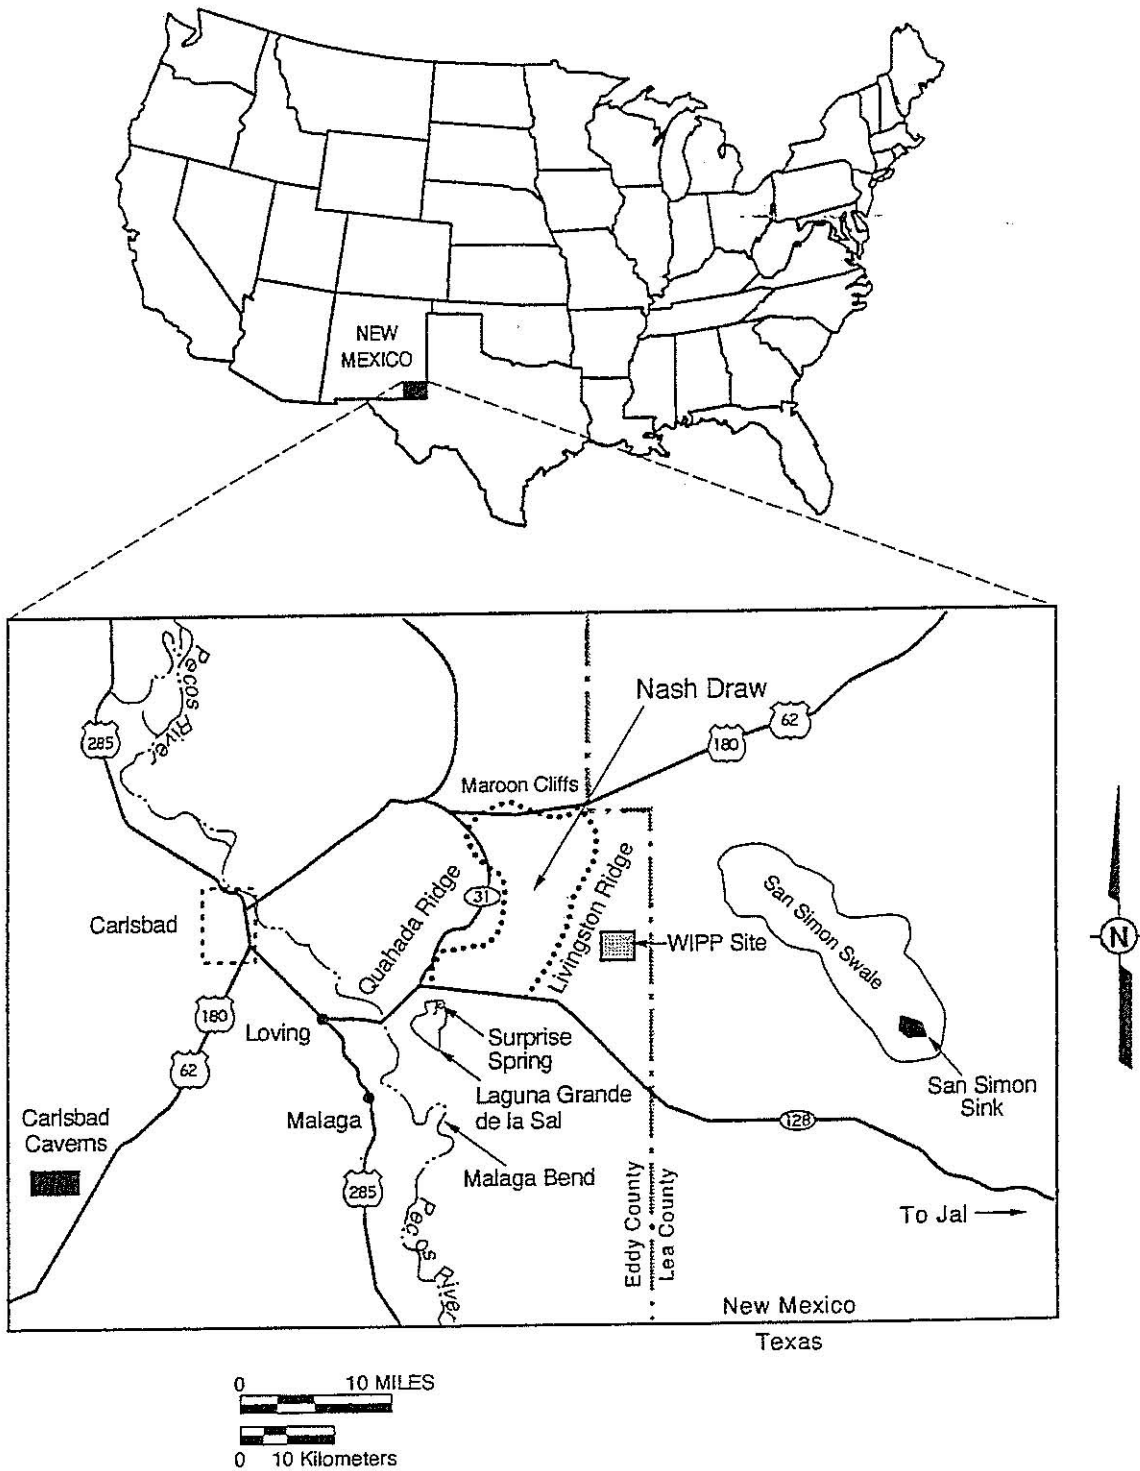 NEW
MEXICO
Pecos River
285
Nash Draw
62
180
Maroon Cliffs
Quahada Ridge
31
Livingston Ridge
San Simon Swale
Carlsbad
WIPP Site
N
180
Loving
Surprise
Spring
62
San Simon
Sink
Laguna Grande
de la Sal
Carlsbad
Caverns
Malaga
128
Malaga Bend
285
Pecos River
Eddy County
Lea County
To Jal
New Mexico
Texas
0 10 MILES
0 10 Kilometers